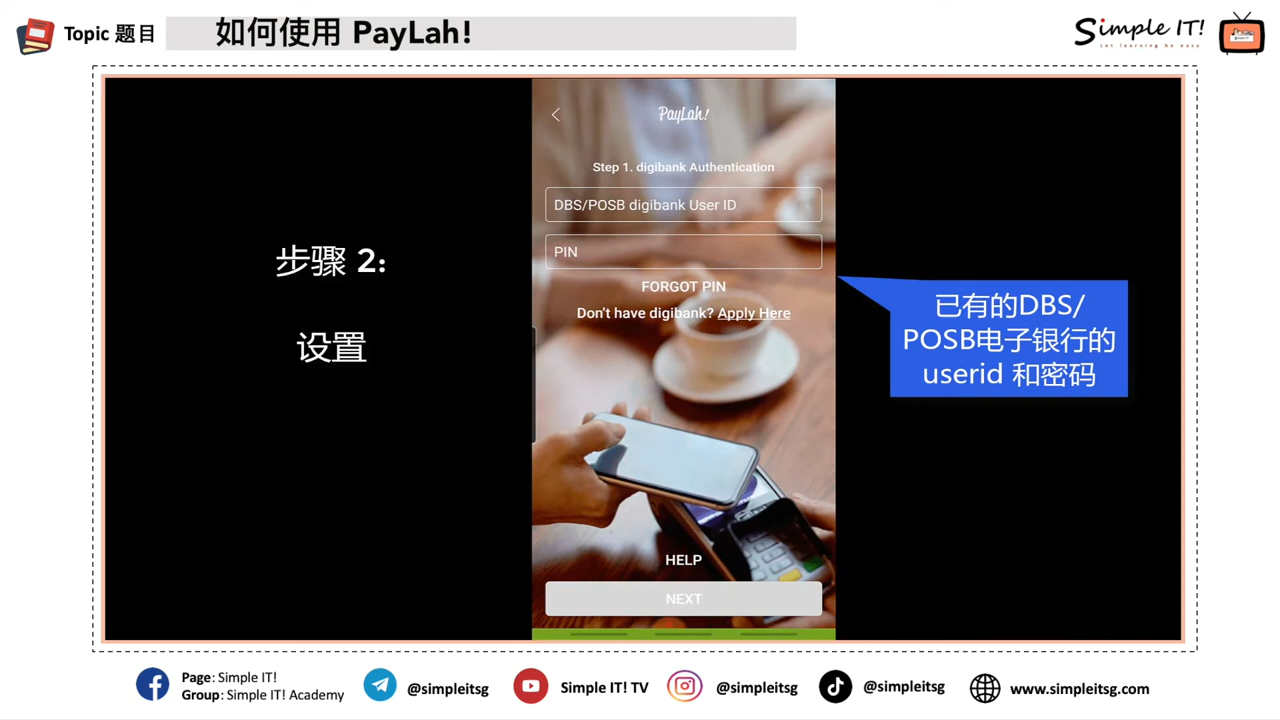 Topic 题目
如何使用 PayLah!
Simple IT!
Let learning be easy
PayLah!
Step 1. digibank Authentication
DBS/POSB digibank User ID
PIN
FORGOT PIN
Don't have digibank? Apply Here
步骤 2:
设置
已有的DBS/
POSB电子银行的
userid 和密码
HELP
NEXT
Page: Simple IT!
Group: Simple IT! Academy
@simpleitsg
Simple IT! TV
@simpleitsg
@simpleitsg
www.simpleitsg.com